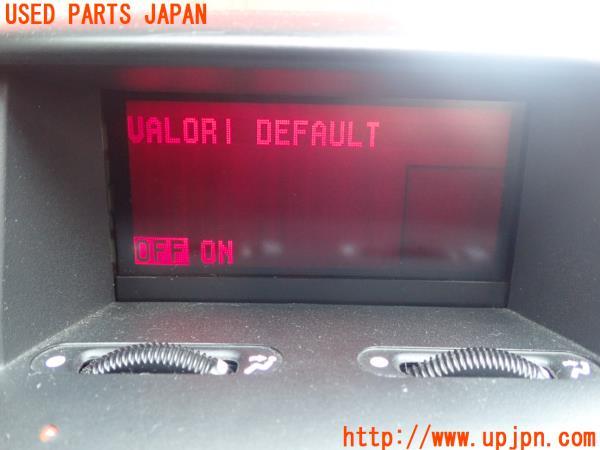 USED PARTS JAPAN
VALORI DEFAULT
OFF ON
http://www.upjpn.com